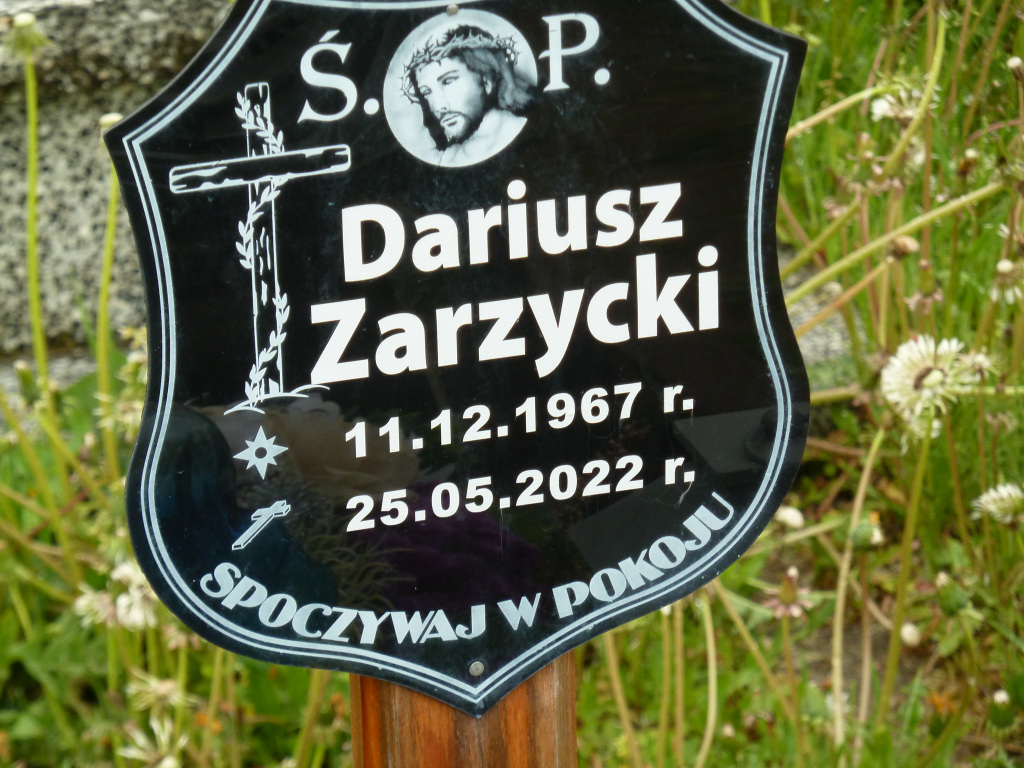 Ś. P.
Dariusz
Zarzycki
11.12.1967 r.
25.05.2022 r.
SPOCZYWAJ W POKOJU